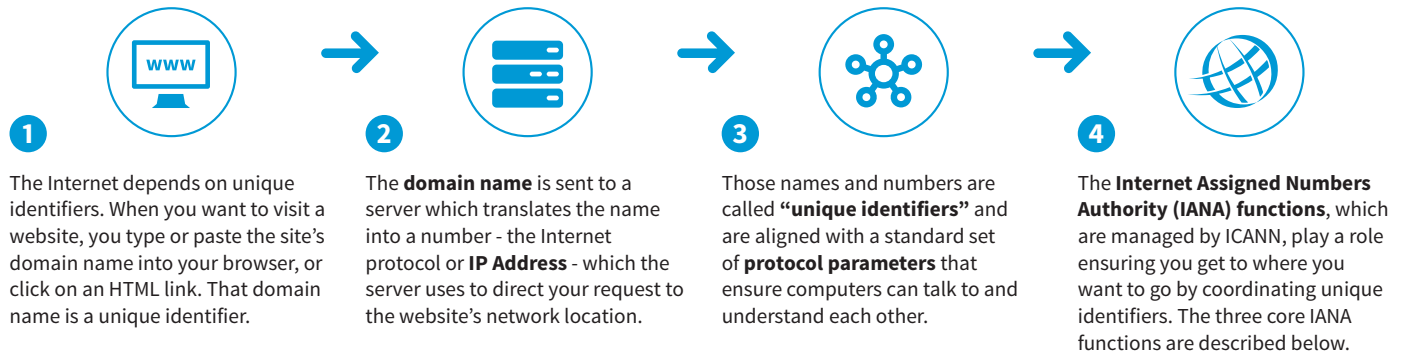 www
1
The Internet depends on unique
identifiers. When you want to visit a
website, you type or paste the site's
domain name into your browser, or
click on an HTML link. That domain
name is a unique identifier.
2
The domain name is sent to a
server which translates the name
into a number - the Internet
protocol or IP Address - which the
server uses to direct your request to
the website's network location.
3
Those names and numbers are
called “unique identifiers” and
are aligned with a standard set
of protocol parameters that
ensure computers can talk to and
understand each other.
4
The Internet Assigned Numbers
Authority (IANA) functions, which
are managed by ICANN, play a role
ensuring you get to where you
want to go by coordinating unique
identifiers. The three core IANA
functions are described below.